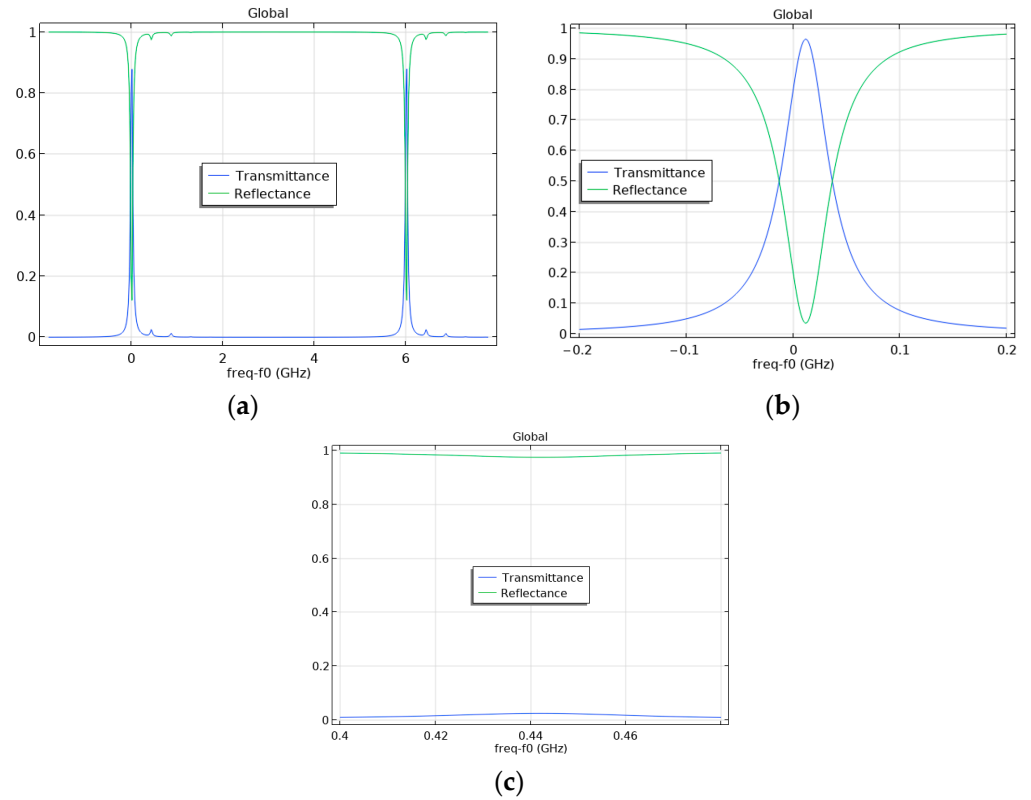 Global
1
0.8
0.6
0.4
0.2
0
Transmittance
Reflectance
0 2 4 6
freq-f0 (GHz)
(a)
Global
1
0.9
0.8
0.7
0.6
0.5
0.4
0.3
0.2
0.1
0
Transmittance
Reflectance
−0.2 −0.1 0 0.1 0.2
freq-f0 (GHz)
(b)
Global
1
0.8
0.6
0.4
0.2
0
Transmittance
Reflectance
0.4 0.42 0.44 0.46
freq-f0 (GHz)
(c)